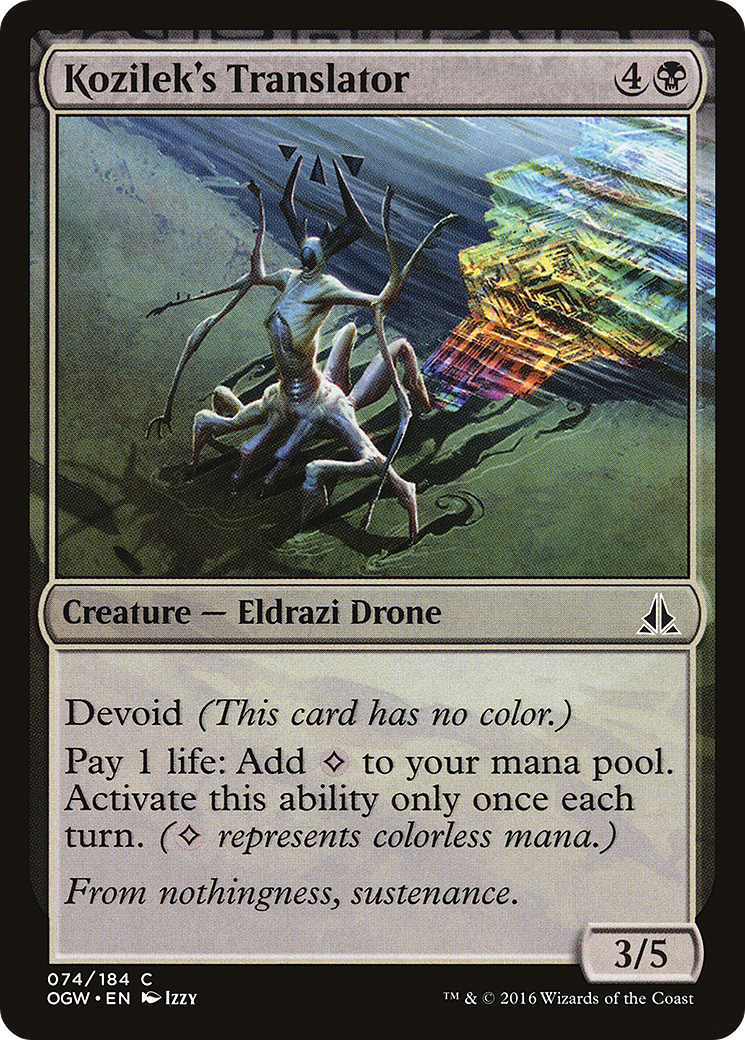 Kozilek's Translator 4
Creature — Eldrazi Drone
Devoid (This card has no color.)
Pay 1 life: Add ◇ to your mana pool.
Activate this ability only once each
turn. (◇ represents colorless mana.)
From nothingness, sustenance.
3/5
074/184 C
OGW • EN Izzy
™ & © 2016 Wizards of the Coast